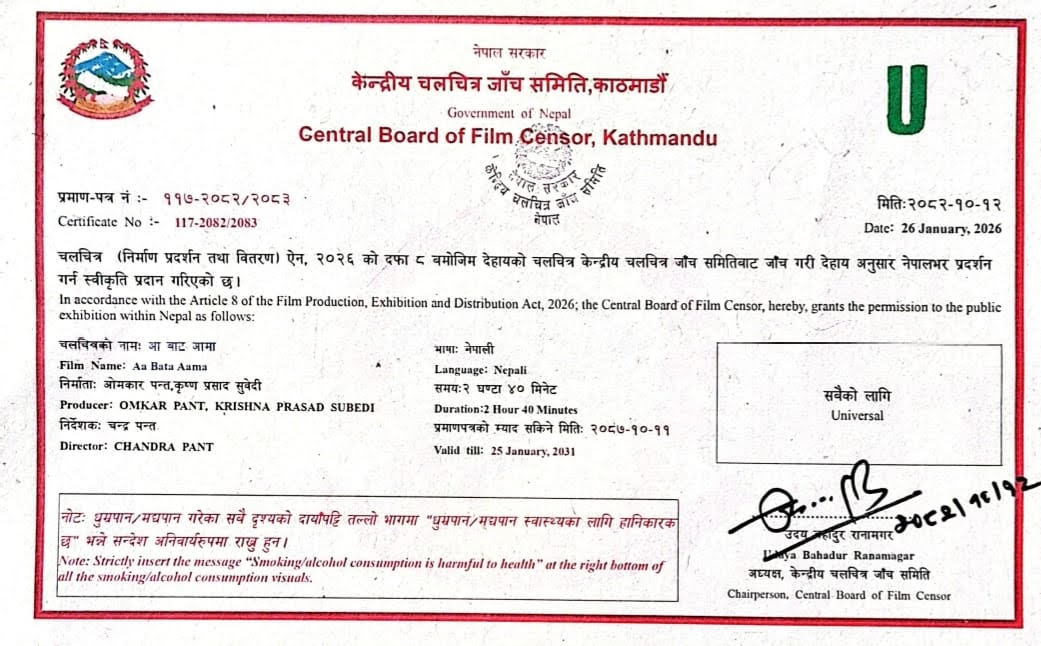 नेपाल सरकार
केन्द्रीय चलचित्र जाँच समिति,काठमाडौं
Government of Nepal
Central Board of Film Censor, Kathmandu
U
नेपाल सरकार
केन्द्रिय चलचित्र जाँच समिति
नेपाल
प्रमाण-पत्र नं :- ११७-२०८२/२०८३
मिति:२०८२-१०-१२
Certificate No :- 117-2082/2083
Date: 26 January, 2026
चलचित्र (निर्माण प्रदर्शन तथा वितरण) ऐन, २०२६ को दफा ८ बमोजिम देहायको चलचित्र केन्द्रीय चलचित्र जाँच समितिबाट जाँच गरी देहाय अनुसार नेपालभर प्रदर्शन
गर्न स्वीकृति प्रदान गरिएको छ।
In accordance with the Article 8 of the Film Production, Exhibition and Distribution Act, 2026; the Central Board of Film Censor, hereby, grants the permission to the public
exhibition within Nepal as follows:
चलचित्रको नामः आ बाट आमा
Film Name: Aa Bata Aama
निर्माताः ओमकार पन्त,कृष्ण प्रसाद सुवेदी
Producer: OMKAR PANT, KRISHNA PRASAD SUBEDI
निर्देशकः चन्द्र पन्त
Director: CHANDRA PANT
भाषाः नेपाली
Language: Nepali
समय:२ घण्टा ४० मिनेट
Duration:2 Hour 40 Minutes
प्रमाणपत्रको म्याद सकिने मितिः २०८७-१०-११
Valid till: 25 January, 2031
सबैको लागि
Universal
नोटः धुम्रपान/मद्यपान गरेका सबै दृश्यको दायाँपट्टि तल्लो भागमा "धुम्रपान/मद्यपान स्वास्थ्यका लागि हानिकारक
छ" भन्ने सन्देश अनिवार्यरुपमा राख्नु हुन।
Note: Strictly insert the message "Smoking/alcohol consumption is harmful to health" at the right bottom of
all the smoking/alcohol consumption visuals.
२०८२/१०/१२
उदय बहादुर रानामगर
Udaya Bahadur Ranamagar
अध्यक्ष, केन्द्रीय चलचित्र जाँच समिति
Chairperson, Central Board of Film Censor